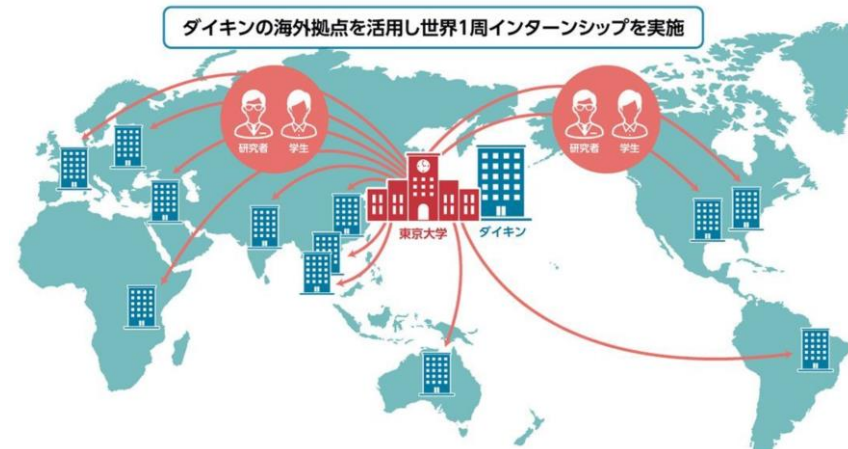 ダイキンの海外拠点を活用し世界1周インターンシップを実施
研究者 学生
研究者 学生
東京大学 ダイキン